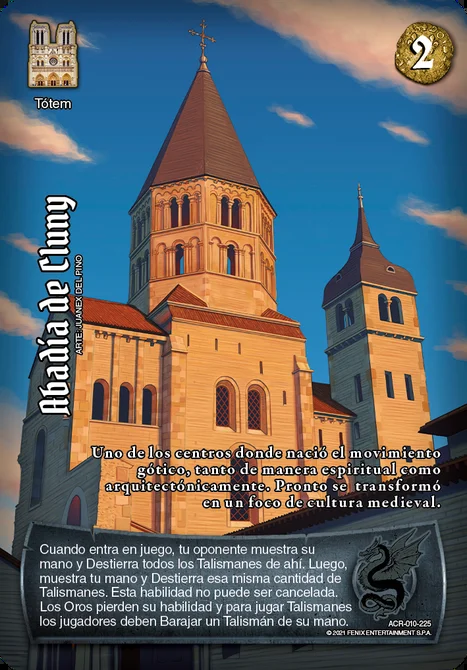 2
Tótem
Abadía de Cluny
ARTE: JUANEX DEL PINO
Uno de los centros donde nació el movimiento
gótico, tanto de manera espiritual como
arquitectónicamente. Pronto se transformó
en un foco de cultura medieval.
Cuando entra en juego, tu oponente muestra su
mano y Destierra todos los Talismanes de ahí. Luego,
muestra tu mano y Destierra esa misma cantidad de
Talismanes. Esta habilidad no puede ser cancelada.
Los Oros pierden su habilidad y para jugar Talismanes
los jugadores deben Barajar un Talismán de su mano.
ACR-010-225
© 2021 FENIX ENTERTAINMENT S.P.A.